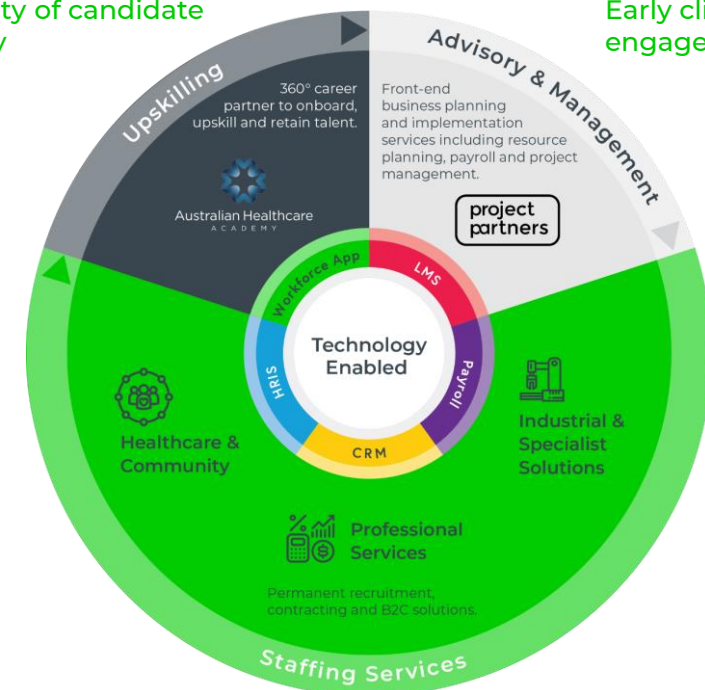 of candidate
Early
Upskilling
Advisory & Management
360° career
partner to onboard,
upskill and retain talent.
Front-end
business planning
and implementation
services including resource
planning, payroll and project
management.
Australian Healthcare
ACADEMY
project
partners
Workforce App
LMS
HRIS
Payroll
CRM
Technology
Enabled
Healthcare &
Community
Industrial &
Specialist
Solutions
Professional
Services
Permanent recruitment,
contracting and B2C solutions.
Staffing Services